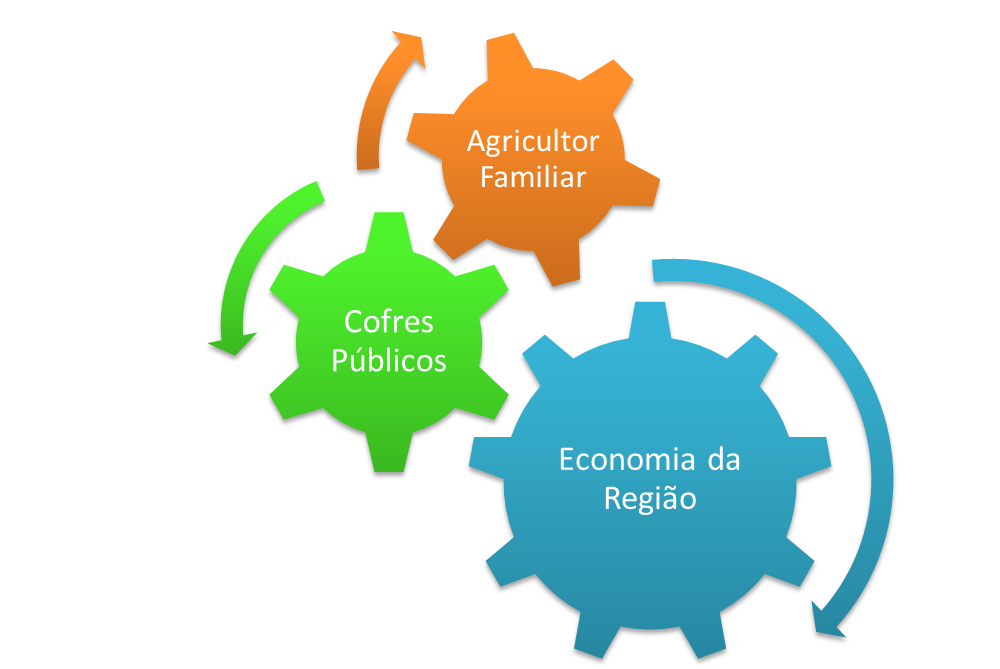 Agricultor
Familiar
Cofres
Públicos
Economia da
Região